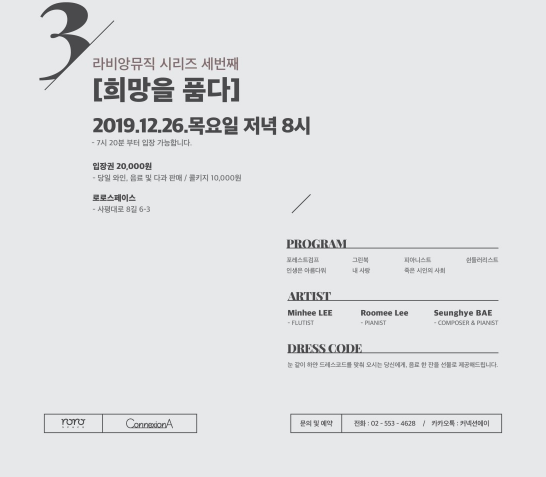 3
라비앙뮤직 시리즈 세번째
[희망을 품다]
2019.12.26.목요일 저녁 8시
- 7시 20분 부터 입장 가능합니다.
입장권 20,000원
- 당일 와인, 음료 및 다과 판매 / 콜키지 10,000원
로로스페이스
- 사평대로 8길 6-3
PROGRAM
포레스트검프 그린북 피아니스트 쉰들러리스트
인생은 아름다워 내 사랑 죽은 시인의 사회
ARTIST
Minhee LEE Roomee Lee Seunghye BAE
- FLUTIST - PIANIST - COMPOSER & PIANIST
DRESS CODE
눈 같이 하얀 드레스코드를 맞춰 오시는 당신에게, 음료 한 잔을 선물로 제공해드립니다.
roro SPACE ConnexionA 문의 및 예약 전화 : 02 - 553 - 4628 / 카카오톡 : 커넥션에이